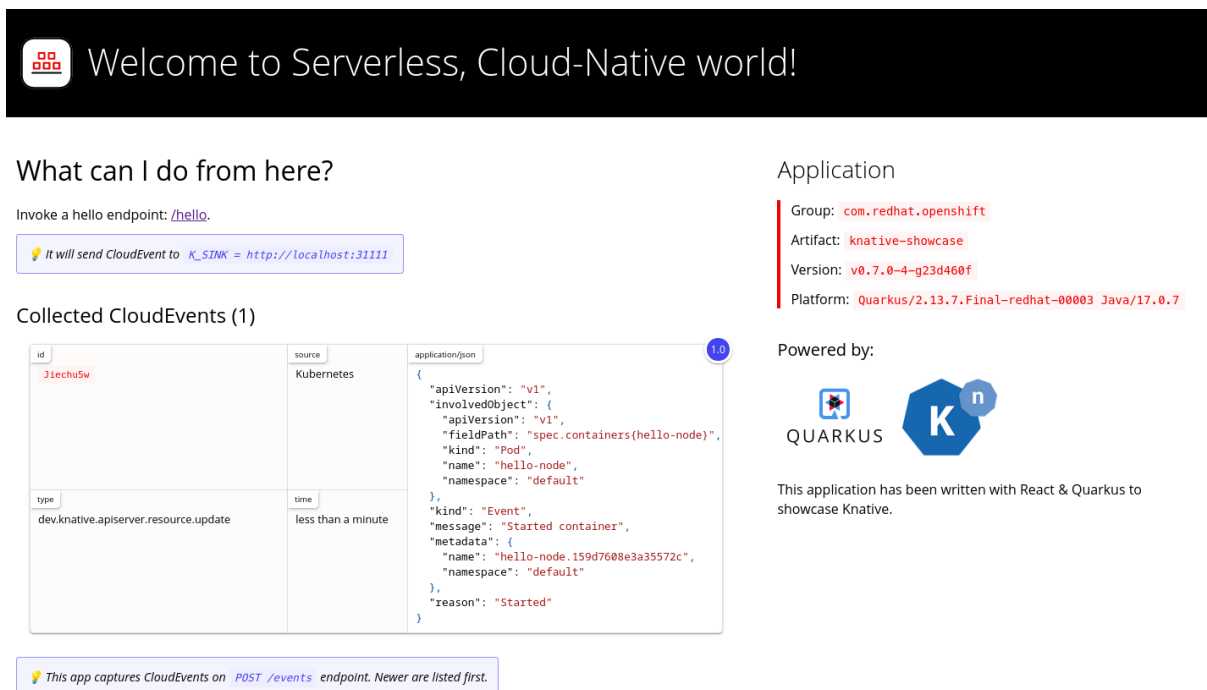 Welcome to Serverless, Cloud-Native world!
What can I do from here?
Invoke a hello endpoint: /hello.
💡 It will send CloudEvent to K_SINK = http://localhost:31111
Collected CloudEvents (1)
id
Jiechu5w
source
Kubernetes
type
dev.knative.apiserver.resource.update
time
less than a minute
application/json
1.0
{
  "apiVersion": "v1",
  "involvedObject": {
    "apiVersion": "v1",
    "fieldPath": "spec.containers{hello-node}",
    "kind": "Pod",
    "name": "hello-node",
    "namespace": "default"
  },
  "kind": "Event",
  "message": "Started container",
  "metadata": {
    "name": "hello-node.159d7608e3a35572c",
    "namespace": "default"
  },
  "reason": "Started"
}
💡 This app captures CloudEvents on POST /events endpoint. Newer are listed first.
Application
Group: com.redhat.openshift
Artifact: knative-showcase
Version: v0.7.0-4-g23d460f
Platform: Quarkus/2.13.7.Final-redhat-00003 Java/17.0.7
Powered by:
QUARKUS
K
n
This application has been written with React & Quarkus to
showcase Knative.